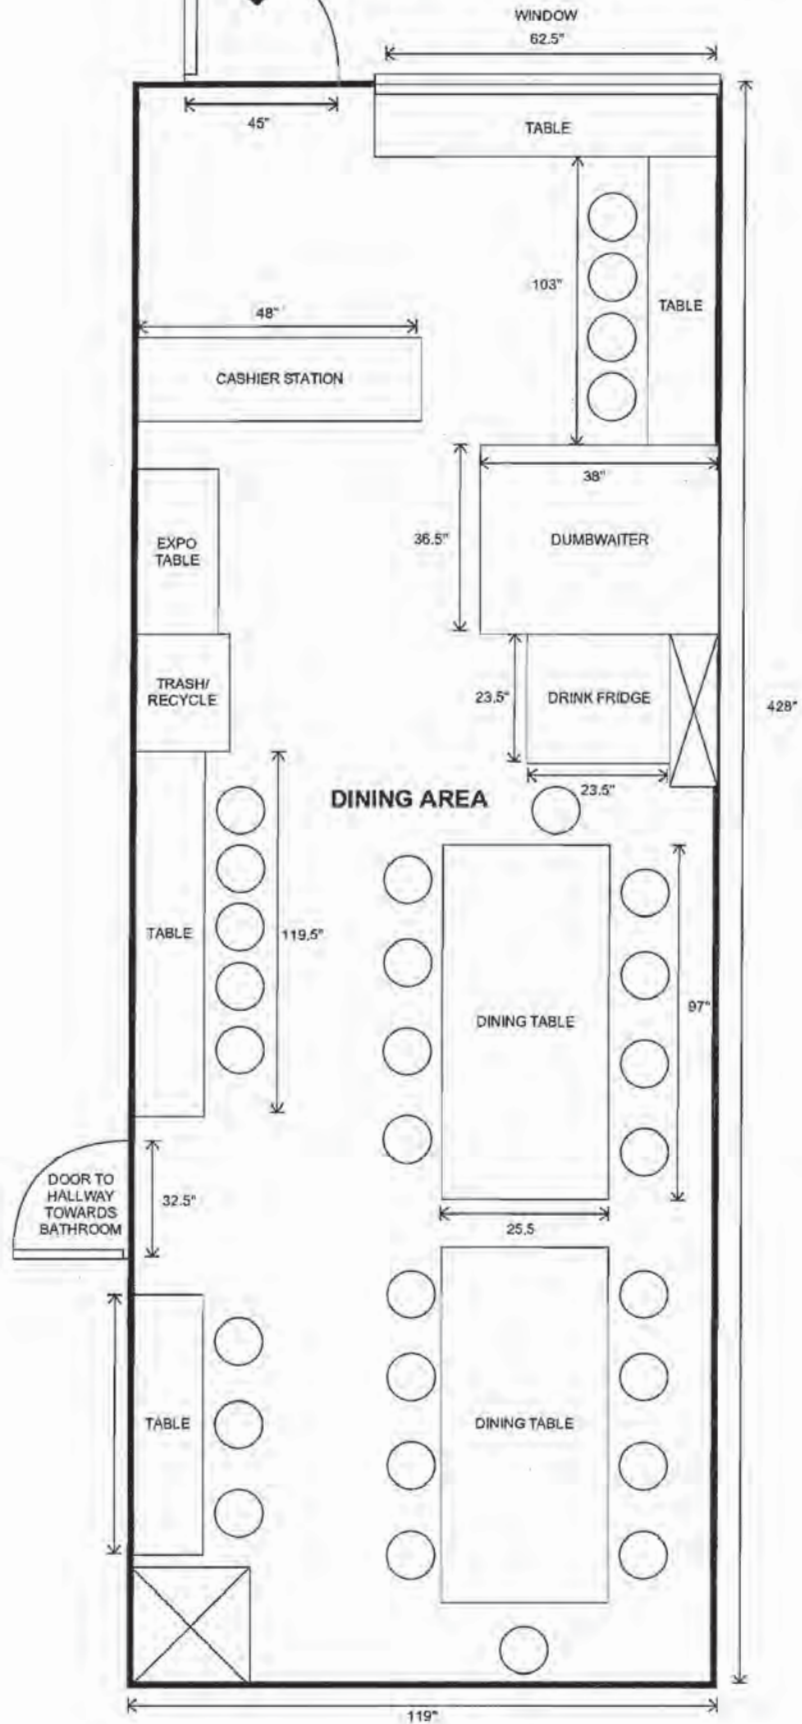 WINDOW
62.5"
45"
TABLE
103"
TABLE
48"
CASHIER STATION
38"
36.5"
DUMBWAITER
EXPO
TABLE
TRASH/
RECYCLE
23.5"
DRINK FRIDGE
428"
23.5"
DINING AREA
TABLE
119.5"
DINING TABLE
97"
DOOR TO
HALLWAY
TOWARDS
BATHROOM
32.5"
25.5
TABLE
DINING TABLE
119"